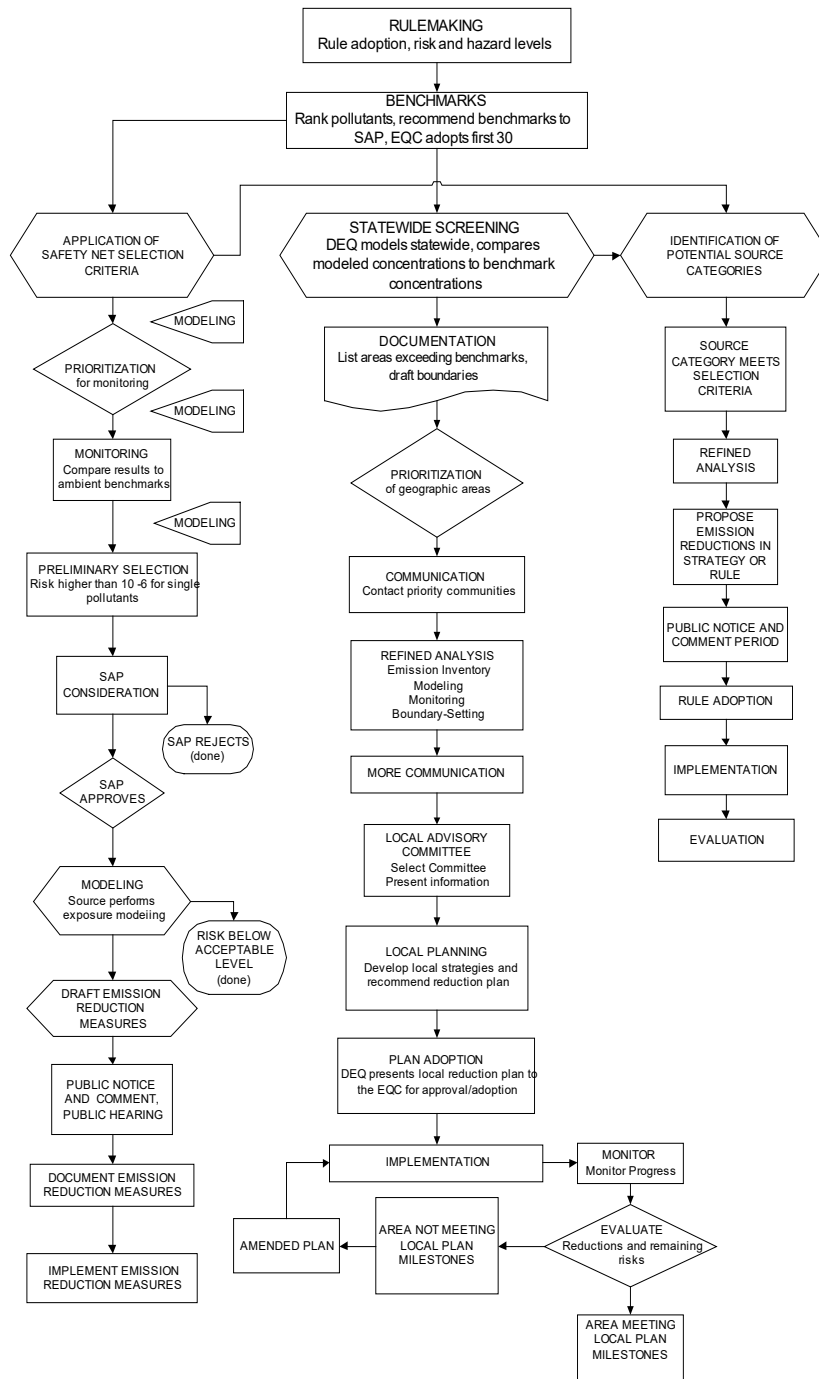 RULEMAKING
Rule adoption, risk and hazard levels
BENCHMARKS
Rank pollutants, recommend benchmarks to
SAP, EQC adopts first 30
APPLICATION OF
SAFETY NET SELECTION
CRITERIA
MODELING
PRIORITIZATION
for monitoring
MODELING
MONITORING
Compare results to
ambient benchmarks
MODELING
PRELIMINARY SELECTION
Risk higher than 10 -6 for single
pollutants
SAP
CONSIDERATION
SAP REJECTS
(done)
SAP
APPROVES
MODELING
Source performs
exposure modeiing
RISK BELOW
ACCEPTABLE
LEVEL
(done)
DRAFT EMISSION
REDUCTION
MEASURES
PUBLIC NOTICE
AND COMMENT,
PUBLIC HEARING
DOCUMENT EMISSION
REDUCTION MEASURES
IMPLEMENT EMISSION
REDUCTION MEASURES
STATEWIDE SCREENING
DEQ models statewide, compares
modeled concentrations to benchmark
concentrations
DOCUMENTATION
List areas exceeding benchmarks,
draft boundaries
PRIORITIZATION
of geographic areas
COMMUNICATION
Contact priority communities
REFINED ANALYSIS
Emission Inventory
Modeling
Monitoring
Boundary-Setting
MORE COMMUNICATION
LOCAL ADVISORY
COMMITTEE
Select Committee
Present information
LOCAL PLANNING
Develop local strategies and
recommend reduction plan
PLAN ADOPTION
DEQ presents local reduction plan to
the EQC for approval/adoption
IMPLEMENTATION
MONITOR
Monitor Progress
EVALUATE
Reductions and remaining
risks
AREA NOT MEETING
LOCAL PLAN
MILESTONES
AMENDED PLAN
AREA MEETING
LOCAL PLAN
MILESTONES
IDENTIFICATION OF
POTENTIAL SOURCE
CATEGORIES
SOURCE
CATEGORY MEETS
SELECTION
CRITERIA
REFINED
ANALYSIS
PROPOSE
EMISSION
REDUCTIONS IN
STRATEGY OR
RULE
PUBLIC NOTICE AND
COMMENT PERIOD
RULE ADOPTION
IMPLEMENTATION
EVALUATION